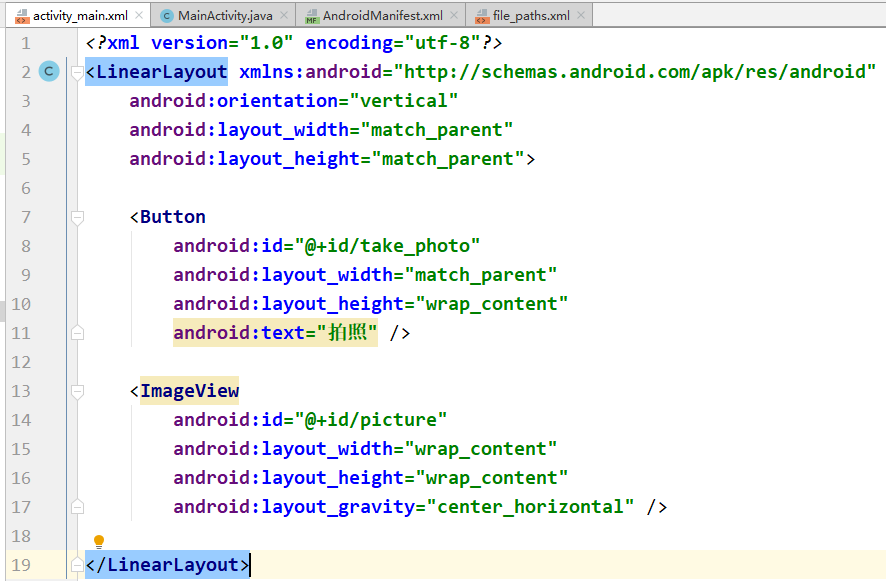 activity_main.xml MainActivity.java AndroidManifest.xml file_paths.xml
1 <?xml version="1.0" encoding="utf-8"?>
2 <LinearLayout xmlns:android="http://schemas.android.com/apk/res/android"
3 android:orientation="vertical"
4 android:layout_width="match_parent"
5 android:layout_height="match_parent">
6
7 <Button
8 android:id="@+id/take_photo"
9 android:layout_width="match_parent"
10 android:layout_height="wrap_content"
11 android:text="拍照" />
12
13 <ImageView
14 android:id="@+id/picture"
15 android:layout_width="wrap_content"
16 android:layout_height="wrap_content"
17 android:layout_gravity="center_horizontal" />
18
19 </LinearLayout>